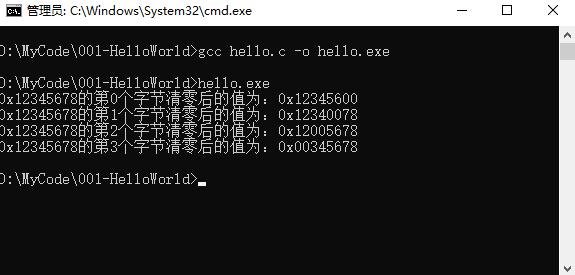 管理员: C:\Windows\System32\cmd.exe
D:\MyCode\001-HelloWorld>gcc hello.c -o hello.exe
D:\MyCode\001-HelloWorld>hello.exe
0x12345678的第0个字节清零后的值为：0x12345600
0x12345678的第1个字节清零后的值为：0x12340078
0x12345678的第2个字节清零后的值为：0x12005678
0x12345678的第3个字节清零后的值为：0x00345678
D:\MyCode\001-HelloWorld>